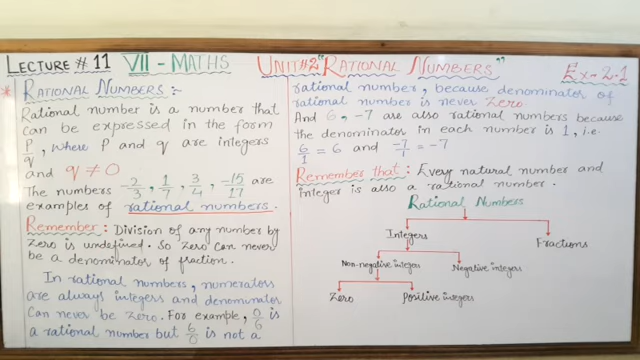 LECTURE # 11 VII - MATHS UNIT#2 "RATIONAL NUMBERS" Ex-2.1
* RATIONAL NUMBERS :-
Rational number is a number that
can be expressed in the form
P/q, where P and q are integers
and q ≠ 0
The numbers -2/3, 1/7, 3/4, -15/17 are
examples of rational numbers.
Remember: Division of any number by
zero is undefined. So zero can never
be a denominator of fraction.
In rational numbers, numerators
are always integers and denominator
can never be zero. For example, 0/6 is
a rational number but 6/0 is not a
rational number, because denominator of
rational number is never zero.
And 6, -7 are also rational numbers because
the denominator in each number is 1, i.e
6/1 = 6 and -7/1 = -7
Remember that: Every natural number and
integer is also a rational number.
Rational Numbers
Integers Fractions
Non-negative integers Negative integers
Zero Positive integers